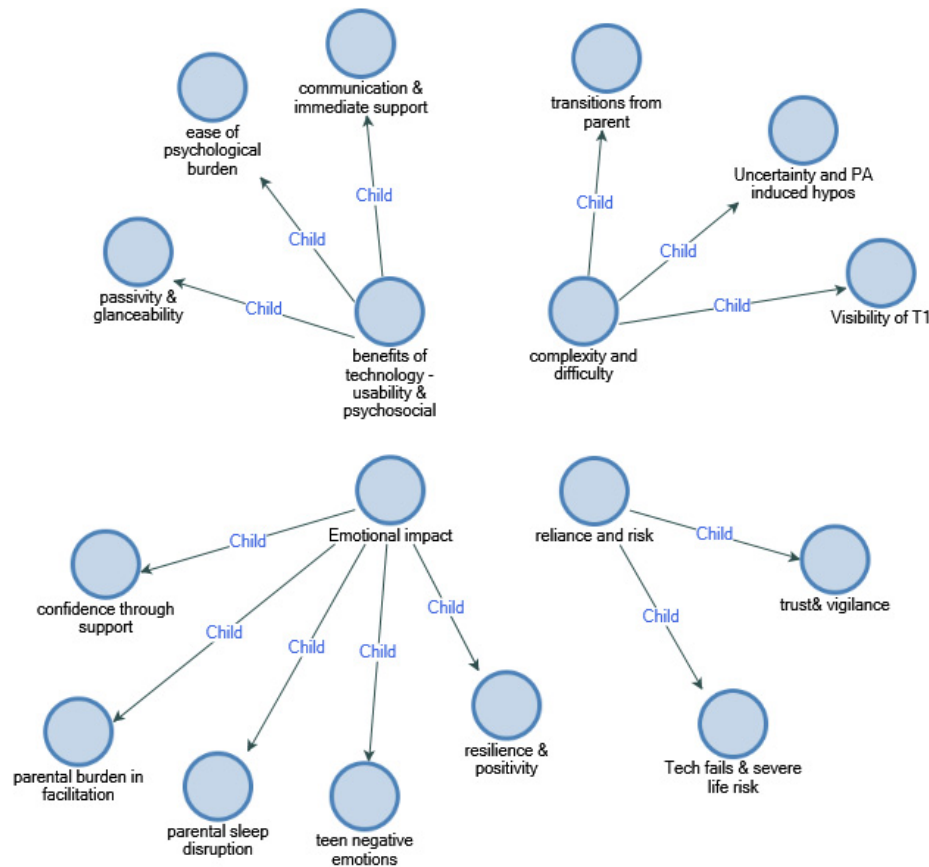 communication &
immediate support
ease of
psychological
burden
Child
Child
passivity &
glanceability
Child
benefits of
technology -
usability &
psychosocial
transitions from
parent
Uncertainty and PA
induced hypos
Child
Child
Child
Visibility of T1
complexity and
difficulty
Emotional impact
Child
confidence through
support
Child
Child
Child
Child
parental burden in
facilitation
parental sleep
disruption
teen negative
emotions
resilience &
positivity
reliance and risk
Child
trust& vigilance
Child
Tech fails & severe
life risk